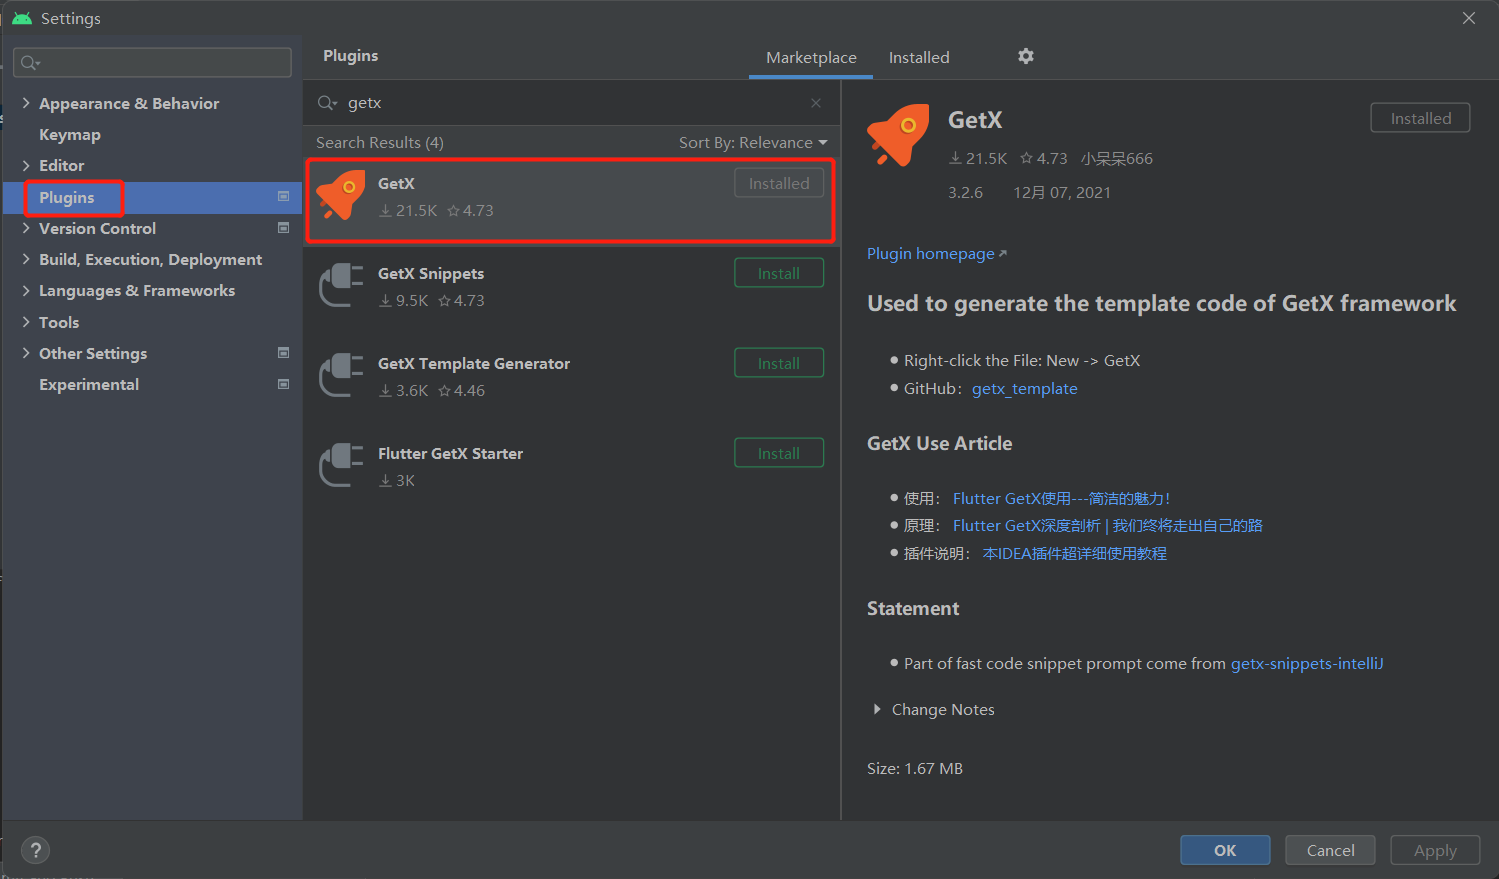 Settings
Appearance & Behavior
Keymap
Editor
Plugins
Version Control
Build, Execution, Deployment
Languages & Frameworks
Tools
Other Settings
Experimental
Plugins
Marketplace
Installed
getx
Search Results (4)
Sort By: Relevance
GetX
21.5K 4.73
Installed
GetX Snippets
9.5K 4.73
Install
GetX Template Generator
3.6K 4.46
Install
Flutter GetX Starter
3K
Install
GetX
Installed
21.5K 4.73 小呆呆666
3.2.6 12月 07, 2021
Plugin homepage
Used to generate the template code of GetX framework
Right-click the File: New -> GetX
GitHub：getx_template
GetX Use Article
使用：Flutter GetX使用---简洁的魅力！
原理：Flutter GetX深度剖析 | 我们终将走出自己的路
插件说明：本IDEA插件超详细使用教程
Statement
Part of fast code snippet prompt come from getx-snippets-intelliJ
Change Notes
Size: 1.67 MB
?
OK
Cancel
Apply